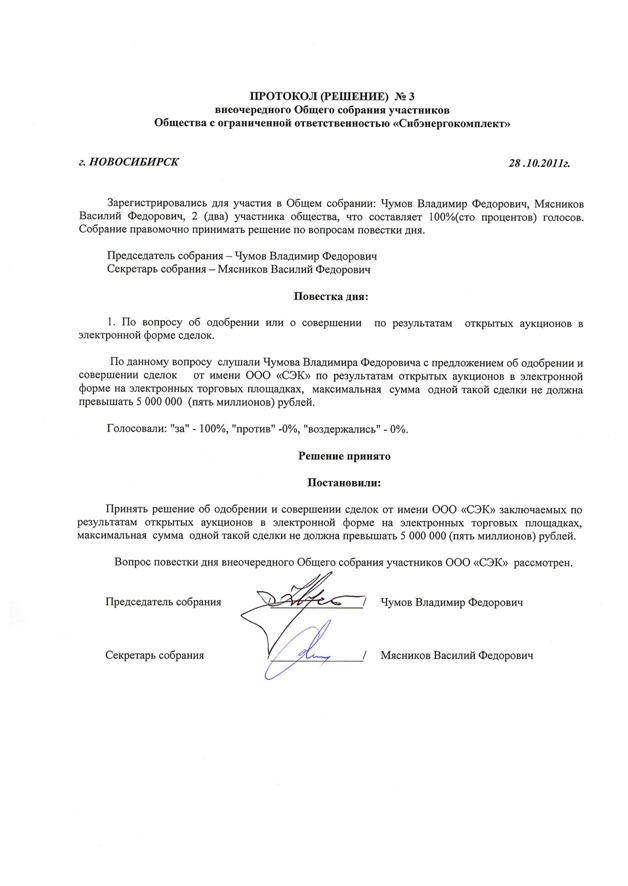 ПРОТОКОЛ (РЕШЕНИЕ) № 3
внеочередного Общего собрания участников
Общества с ограниченной ответственностью «Сибэнергокомплект»
г. НОВОСИБИРСК 28 .10.2011г.
Зарегистрировались для участия в Общем собрании: Чумов Владимир Федорович, Мясников
Василий Федорович, 2 (два) участника общества, что составляет 100%(сто процентов) голосов.
Собрание правомочно принимать решение по вопросам повестки дня.
Председатель собрания – Чумов Владимир Федорович
Секретарь собрания – Мясников Василий Федорович
Повестка дня:
1. По вопросу об одобрении или о совершении по результатам открытых аукционов в
электронной форме сделок.
По данному вопросу слушали Чумова Владимира Федоровича с предложением об одобрении и
совершении сделок от имени ООО «СЭК» по результатам открытых аукционов в электронной
форме на электронных торговых площадках, максимальная сумма одной такой сделки не должна
превышать 5 000 000 (пять миллионов) рублей.
Голосовали: "за" - 100%, "против" -0%, "воздержались" - 0%.
Решение принято
Постановили:
Принять решение об одобрении и совершении сделок от имени ООО «СЭК» заключаемых по
результатам открытых аукционов в электронной форме на электронных торговых площадках,
максимальная сумма одной такой сделки не должна превышать 5 000 000 (пять миллионов) рублей.
Вопрос повестки дня внеочередного Общего собрания участников ООО «СЭК» рассмотрен.
Председатель собрания /________________/ Чумов Владимир Федорович
Секретарь собрания /________________/ Мясников Василий Федорович